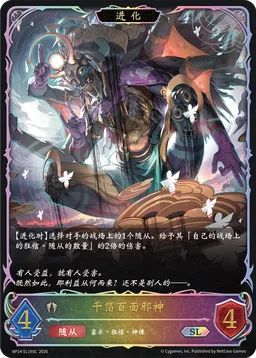 进化
【进化时】选择对手的战场上的1个随从。给予其「自己的战场上
的狂信·随从的数量」的2倍的伤害。
有人受益，就有人受害。
既然如此，那利益从何而来？还不是别人的——。
千指百面邪神
4
随从
宴乐·狂信·神像
SL
4
BP14-SL10SC 2026
© Cygames, Inc. Published by NetEase Games